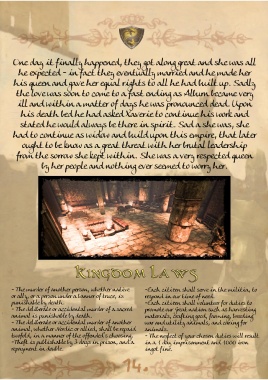 One day it finally happened, they got along great and she was all
he expected - in fact they eventually married and he made her
his queen and gave her equal rights to all he had built up. Sadly
the love was soon to come to a fast ending as Allum became very
ill and within a matter of days he was pronounced dead. Upon
his death bed he had asked Xaverie to continue his work and
stated he would always be there in spirit. Sad a she was, she
had to continue as widow and build upon this empire, that later
ought to be know as a great threat with her brutal leadership
from the sorrow she kept within. She was a very respected queen
by her people and nothing ever seemed to worry her.
Kingdom Laws
- The murder of another person, whether native
or ally, or a person under a banner of truce, is
punishable by death.
- The deliberate or accidental murder of a sacred
animal is punishable by death.
- The deliberate or accidental murder of another
animal, whether Horde or allied, shall be repaid
fourfold, in a manner of the offended's choosing.
-Theft is punishable by 3 days in prison, and a
repayment in double.
-Each citizen shall serve in the militia, to
respond in our time of need.
-Each citizen shall volunteer for duties to
promote our great nation such as harvesting
materials, crafting goods, farming, breeding
war and utility animals, and caring for
animals.
- The neglect of your chosen duties will result
in a 1 day imprisonment and 1000 iron
ingot fine.
14